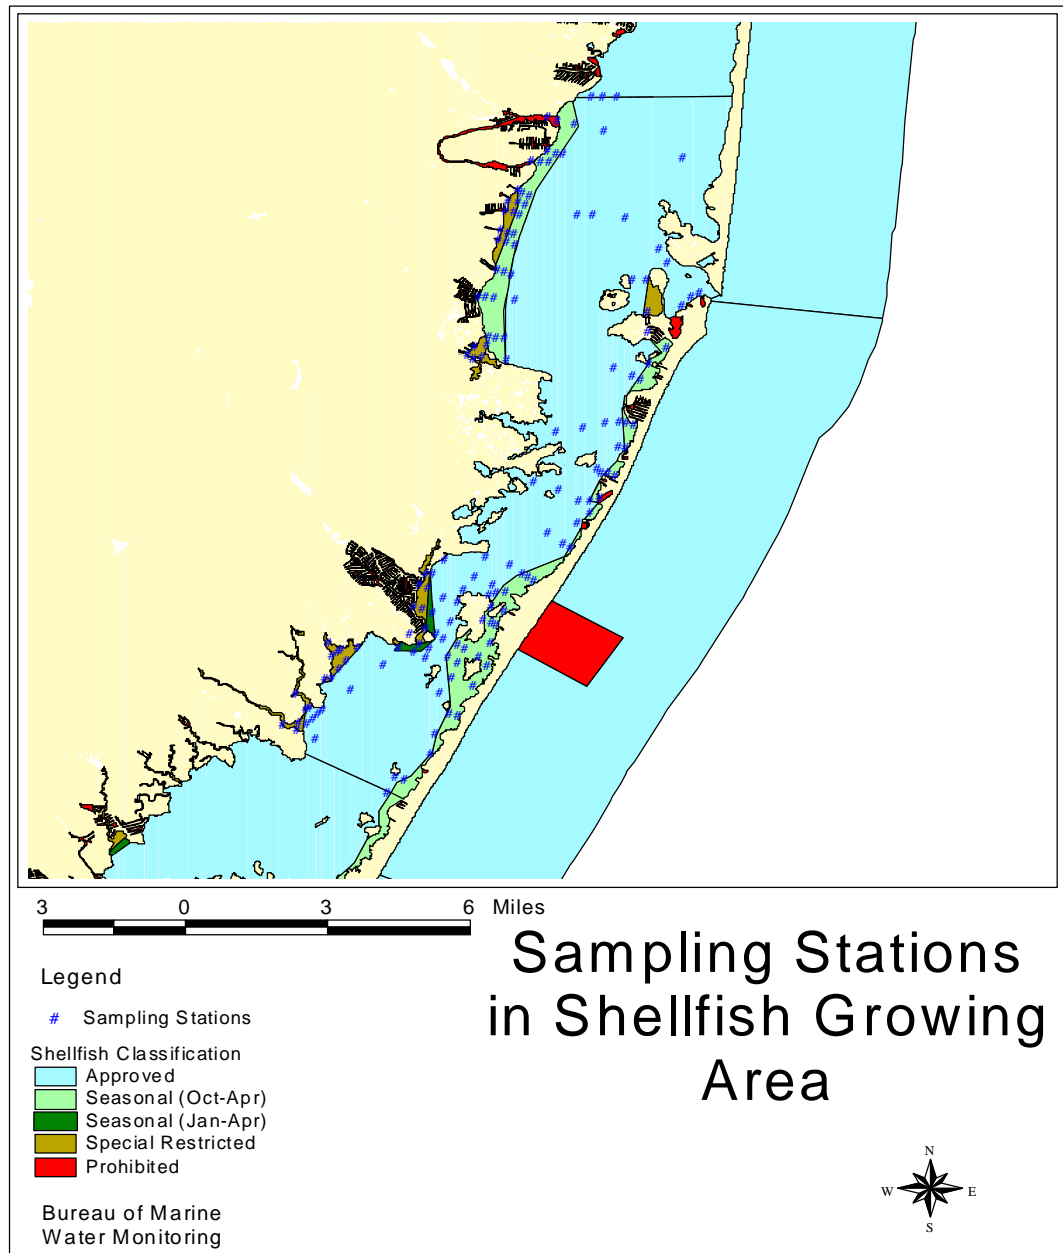 3 0 3 6 Miles
Sampling Stations
in Shellfish Growing
Area
Legend
# Sampling Stations
Shellfish Classification
Approved
Seasonal (Oct-Apr)
Seasonal (Jan-Apr)
Special Restricted
Prohibited
Bureau of Marine
Water Monitoring
N
W E
S